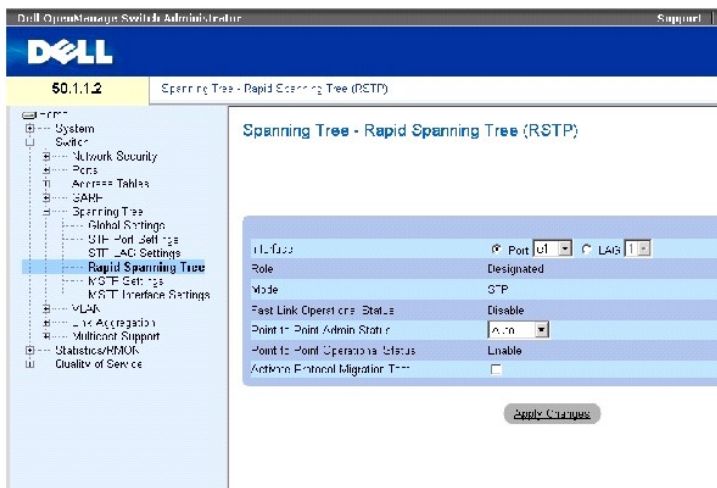 Dell OpenManage Switch Administrator
Support
DELL
50.1.1.2
Spanning Tree - Rapid Spanning Tree (RSTP)
Home
System
Switch
Network Security
Ports
Address Tables
GARP
Spanning Tree
Global Settings
STP Port Settings
STP LAG Settings
Rapid Spanning Tree
MSTP Settings
MSTP Interface Settings
VLAN
Link Aggregation
Multicast Support
Statistics/RMON
Quality of Service
Spanning Tree - Rapid Spanning Tree (RSTP)
Interface Port e1 LAG 1
Role Designated
Mode STP
Fast Link Operational Status Disable
Point to Point Admin Status Auto
Point to Point Operational Status Enable
Activate Protocol Migration Test
Apply Changes